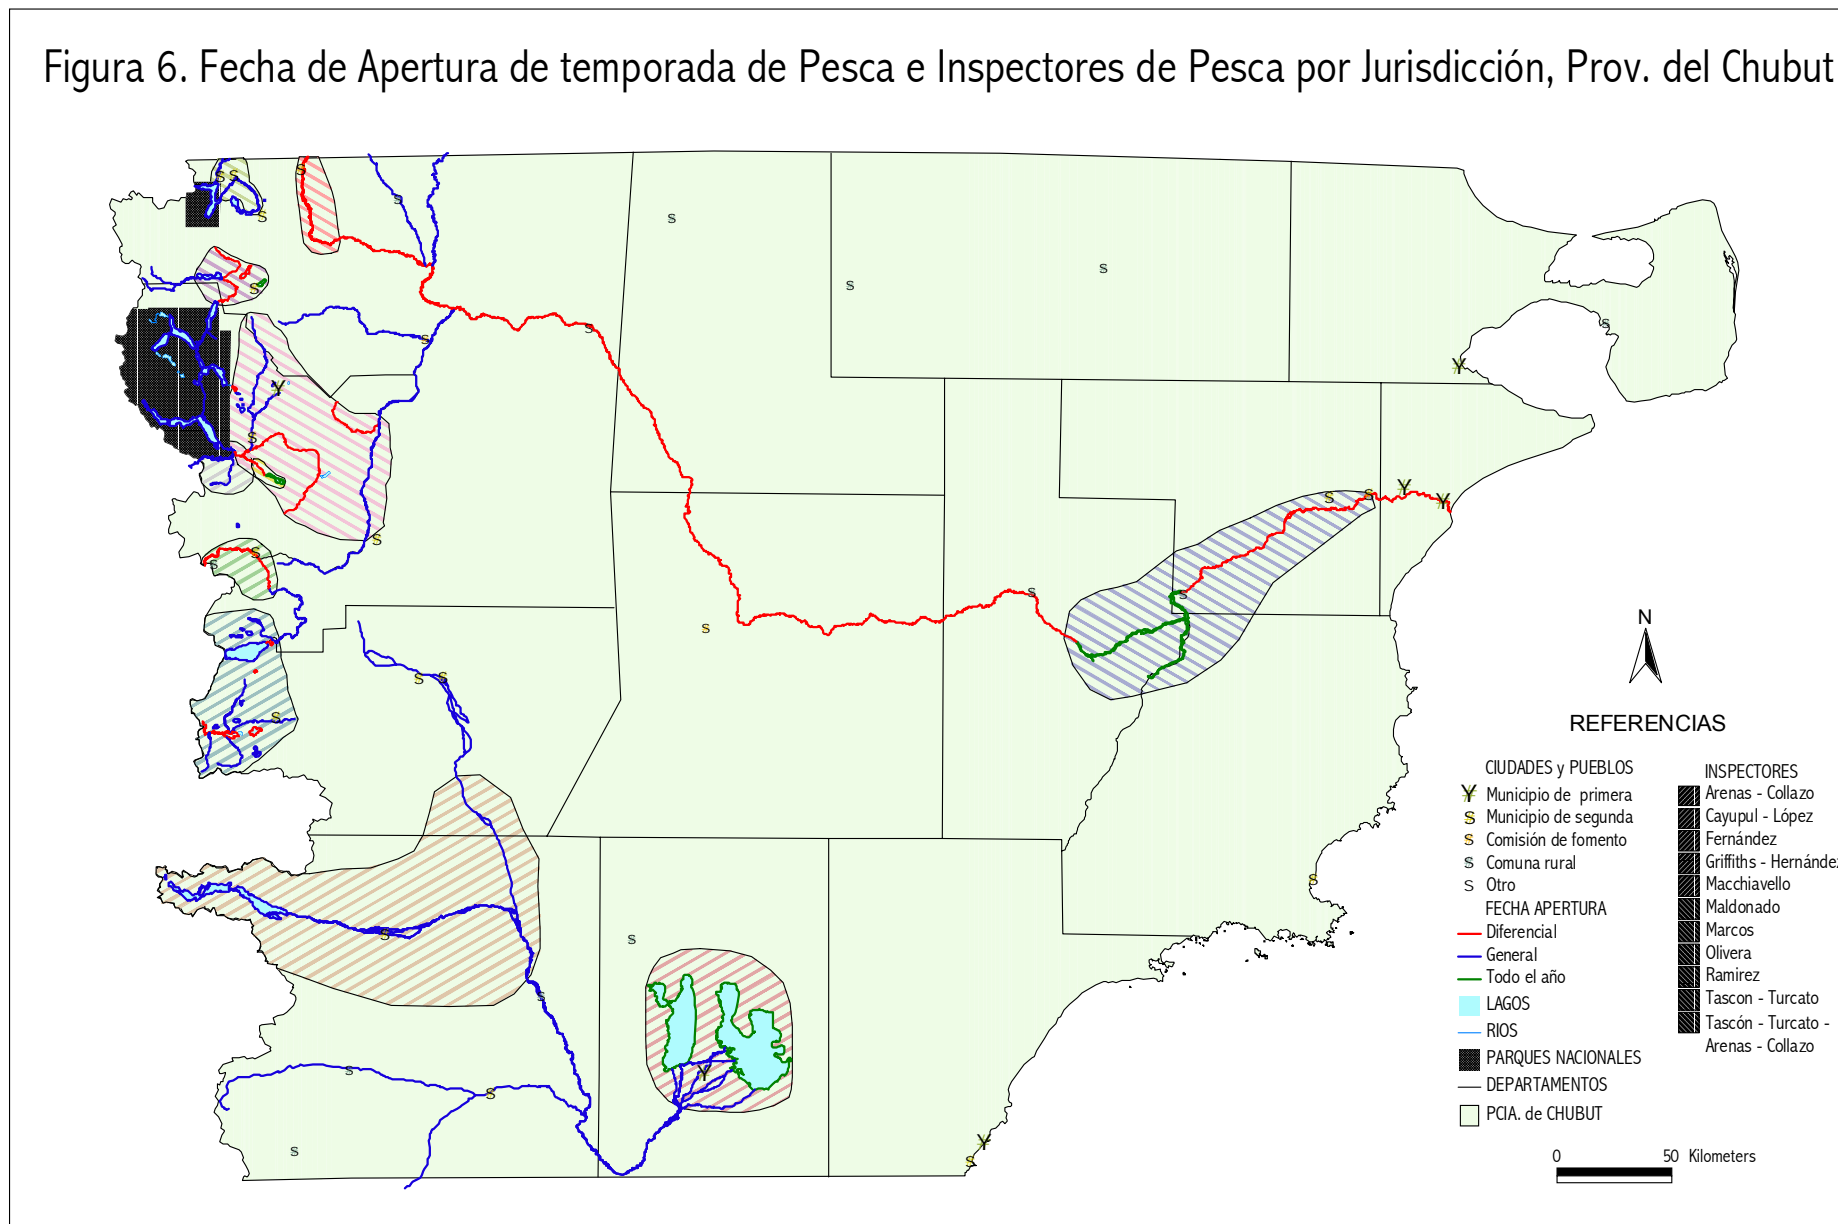 Figura 6. Fecha de Apertura de temporada de Pesca e Inspectores de Pesca por Jurisdicción, Prov. del Chubut
N
REFERENCIAS
CIUDADES y PUEBLOS
Municipio de primera
Municipio de segunda
Comisión de fomento
Comuna rural
Otro
FECHA APERTURA
Diferencial
General
Todo el año
LAGOS
RIOS
PARQUES NACIONALES
DEPARTAMENTOS
PCIA. de CHUBUT
INSPECTORES
Arenas - Collazo
Cayupul - López
Fernández
Griffiths - Hernández
Macchiavello
Maldonado
Marcos
Olivera
Ramirez
Tascon - Turcato
Tascón - Turcato -
Arenas - Collazo
0 50 Kilometers